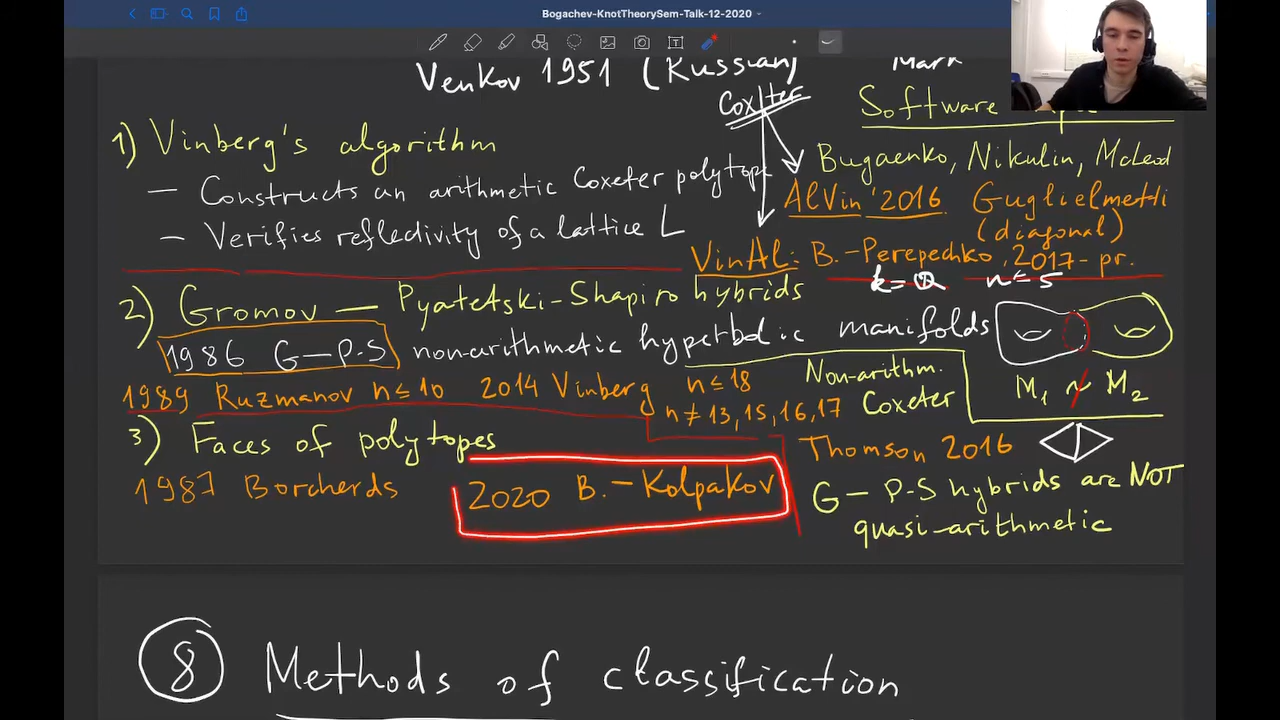 Bogachev-KnotTheorySem-Talk-12-2020
Venkov 1951 (Russian)
Mark
Coxiter
Software
1) Vinberg's algorithm
Bugaenko, Nikulin, McLeod
– Constructs an arithmetic Coxeter polytope
AlVin '2016 Guglielmetti
(diagonal)
– Verifies reflectivity of a lattice L
VinAl: B.-Perepechko, 2017- pr.
k=Q n≤5
2) Gromov – Pyatetski-Shapiro hybrids
1986 G-P-S non-arithmetic hyperbolic manifolds
M1 ≁ M2
1989 Ruzmanov n≤10 2014 Vinberg n≤18
n≠13,15,16,17
Non-arithm.
Coxeter
3) Faces of polytopes
Thomson 2016
1987 Borcherds
2020 B.-Kolpakov
G-P-S hybrids are NOT
quasi-arithmetic
8 Methods of classification